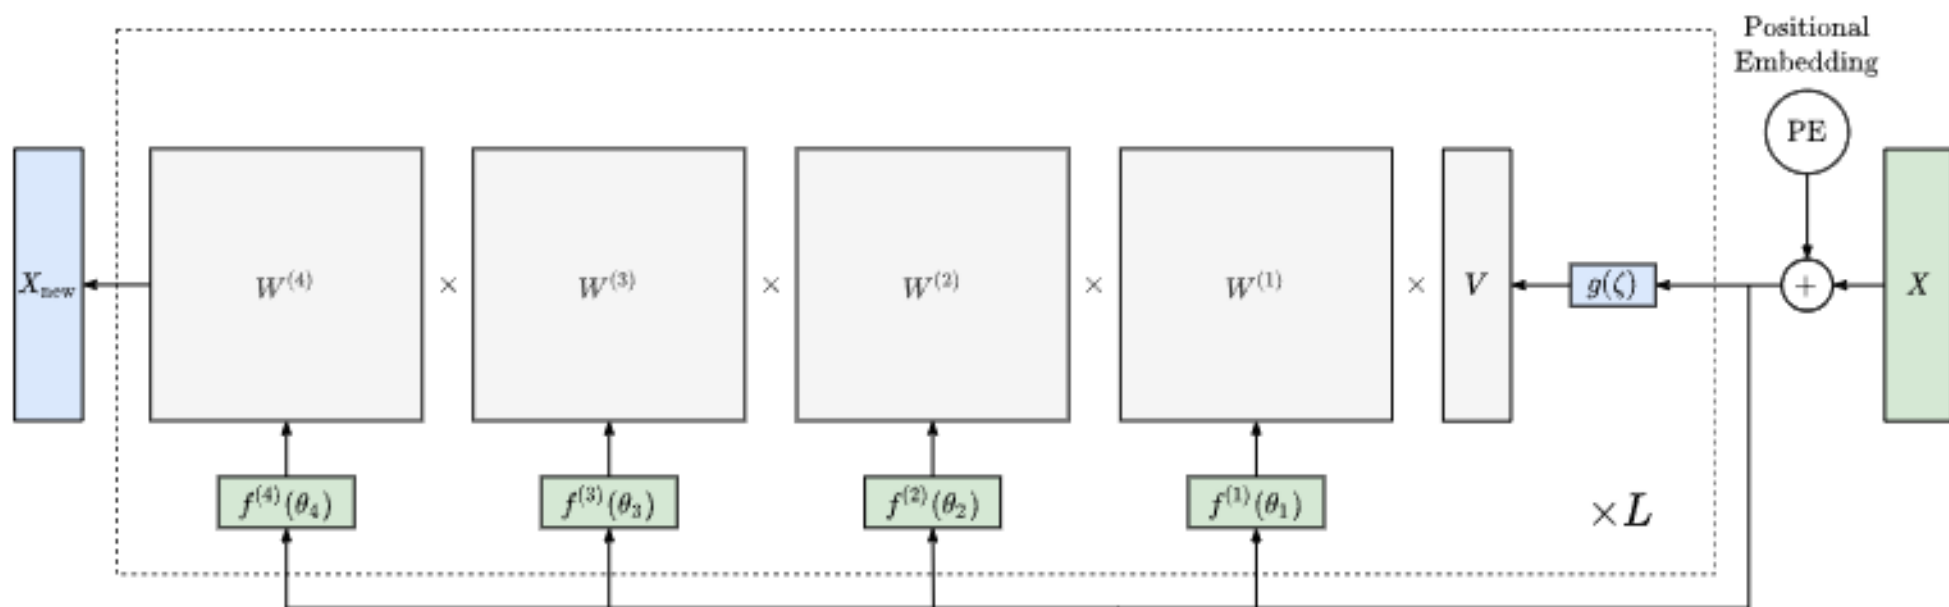 Positional
Embedding
PE
X_new
W^(4)
×
W^(3)
×
W^(2)
×
W^(1)
×
V
g(ζ)
+
X
f^(4)(θ_4)
f^(3)(θ_3)
f^(2)(θ_2)
f^(1)(θ_1)
×L